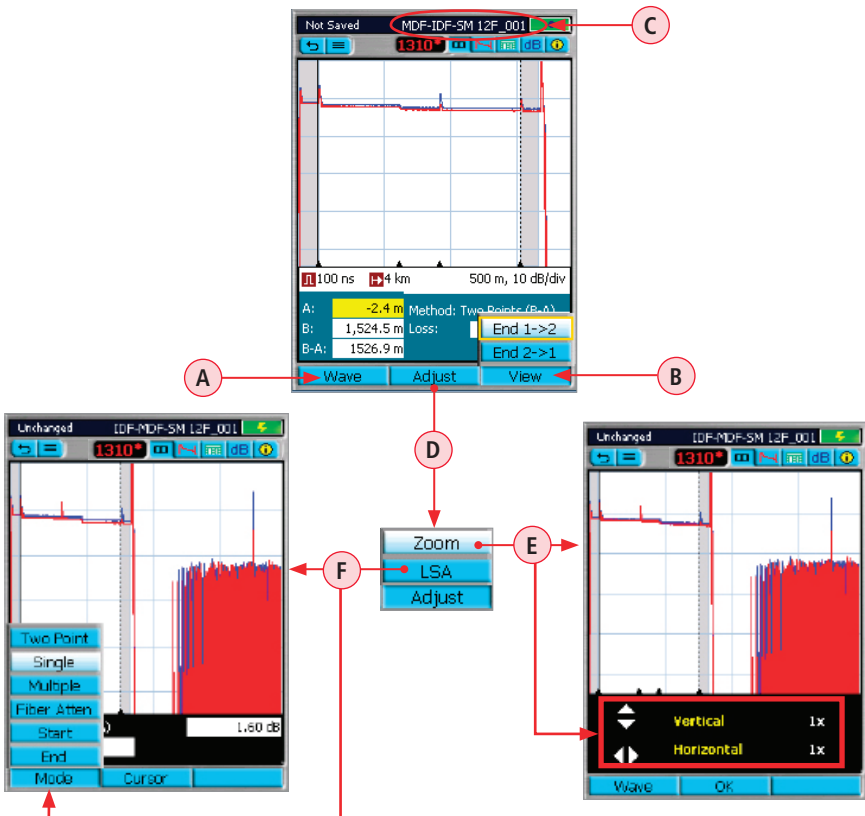 Not Saved MDF-IDF-SM 12F_001
C
1310* dB i
100 ns 4 km 500 m, 10 dB/div
A: -2.4 m Method: Two Points (B-A)
B: 1,524.5 m Loss: End 1->2
B-A: 1526.9 m End 2->1
A Wave Adjust View B
Unchanged IDF-MDF-SM 12F_001
1310* dB i
Two Point
Single
Multiple
Fiber Atten 1.60 dB
Start
End
Mode Cursor
D
Zoom
LSA
Adjust
E
F
Unchanged IDF-MDF-SM 12F_001
1310* dB i
Vertical 1x
Horizontal 1x
Wave OK